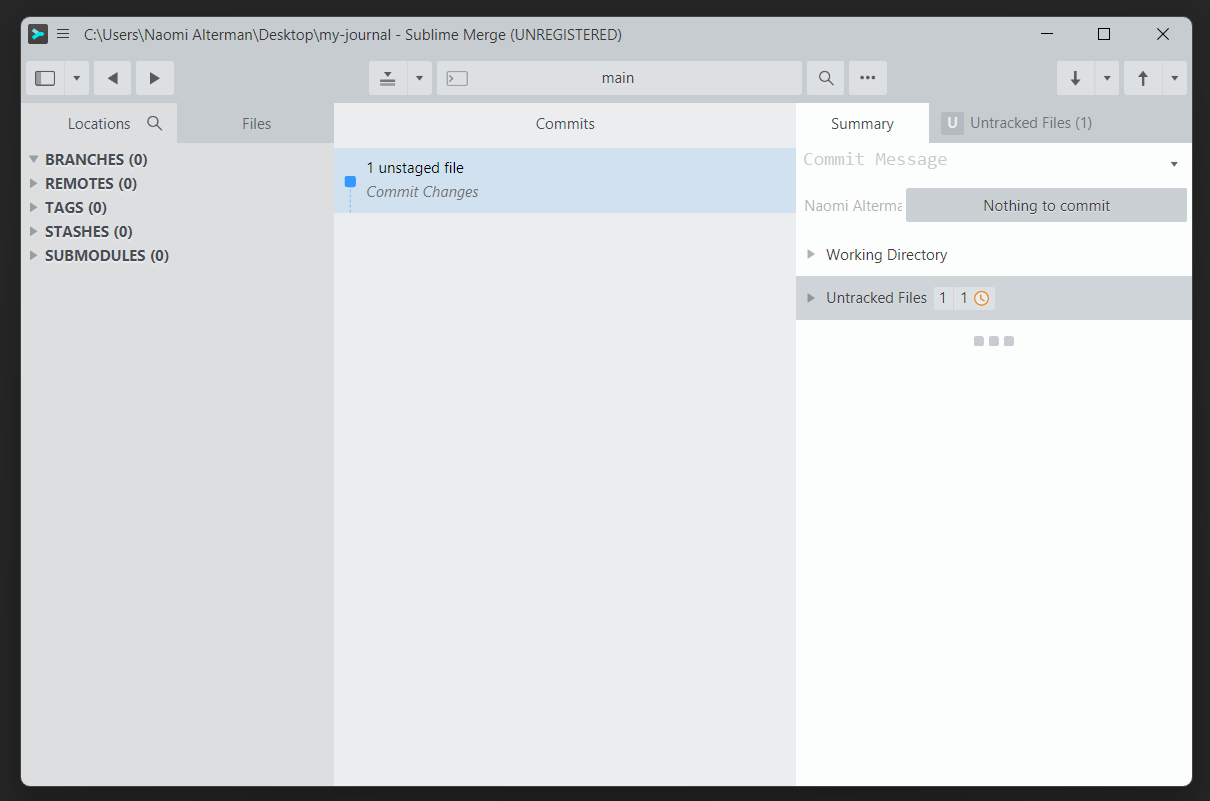 C:\Users\Naomi Alterman\Desktop\my-journal - Sublime Merge (UNREGISTERED)
main
Locations
Files
Commits
Summary
U Untracked Files (1)
BRANCHES (0)
REMOTES (0)
TAGS (0)
STASHES (0)
SUBMODULES (0)
1 unstaged file
Commit Changes
Commit Message
Naomi Alterma
Nothing to commit
Working Directory
Untracked Files 1 1